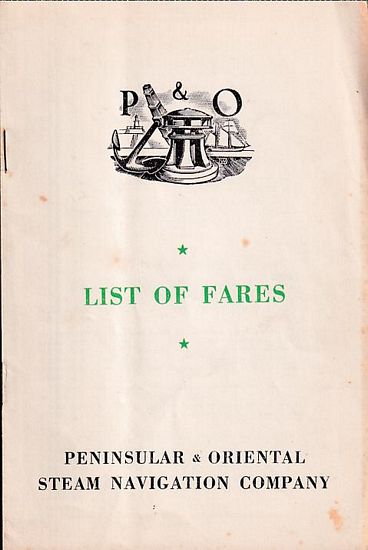 P & O
LIST OF FARES
PENINSULAR & ORIENTAL
STEAM NAVIGATION COMPANY